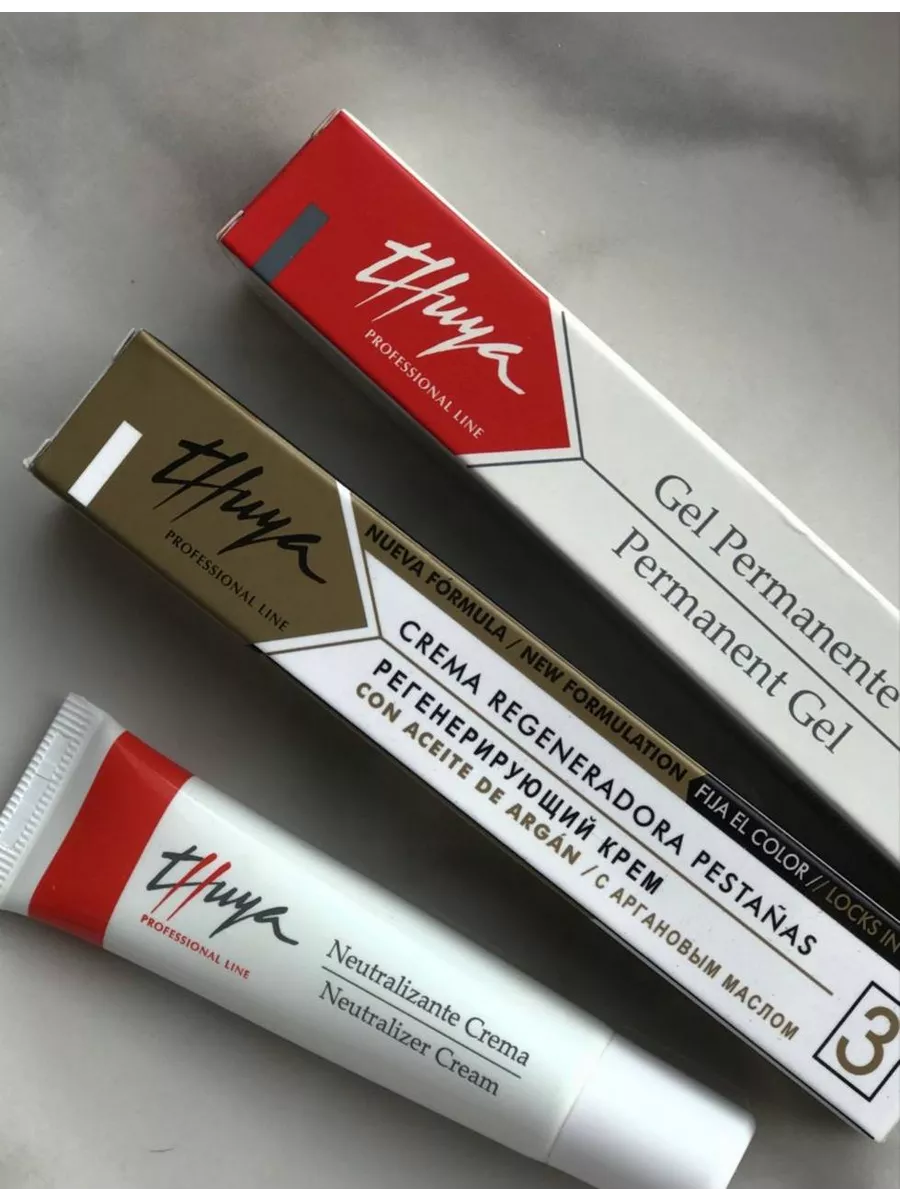 tHuya
PROFESSIONAL LINE
Gel Permanente
Permanent Gel
tHuya
PROFESSIONAL LINE
NUEVA FÓRMULA / NEW FORMULATION
FIJA EL COLOR // LOCKS IN
CREMA REGENERADORA PESTAÑAS
РЕГЕНЕРИРУЮЩИЙ КРЕМ
CON ACEITE DE ARGÁN / С АРГАНОВЫМ МАСЛОМ
3
tHuya
PROFESSIONAL LINE
Neutralizante Crema
Neutralizer Cream